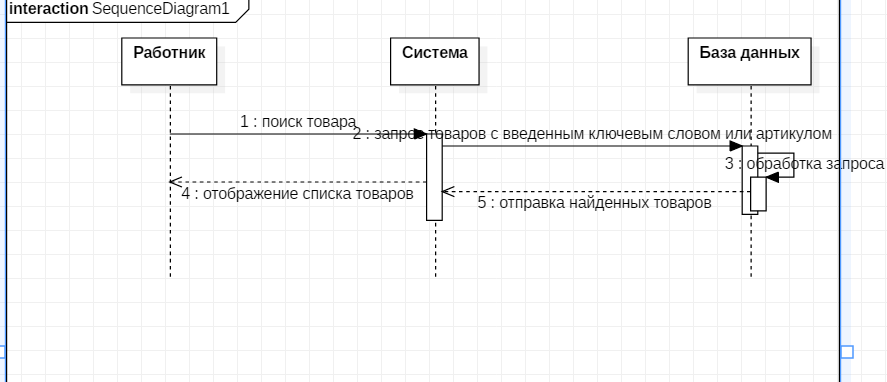 interaction SequenceDiagram1
Работник
Система
База данных
1 : поиск товара
2 : запрос товаров с введенным ключевым словом или артикулом
3 : обработка запроса
4 : отображение списка товаров
5 : отправка найденных товаров